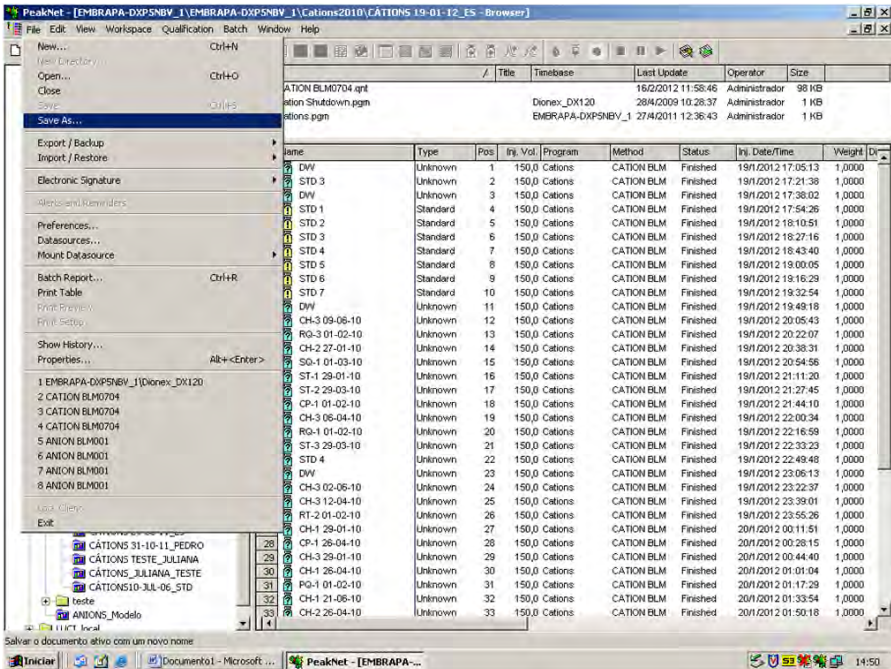 PeakNet - [EMBRAPA-DXPSNBV_1\EMBRAPA-DXPSNBV_1\Cations2010\CÁTIONS 19-01-12_ES - Browser]
File Edit View Workspace Qualification Batch Window Help
New... Ctrl+N
New Directory...
Open... Ctrl+O
Close
Save Ctrl+S
Save As...
Export / Backup
Import / Restore
Electronic Signature
Alerts and Reminders
Preferences...
Datasources...
Mount Datasource
Batch Report... Ctrl+R
Print Table
Print Preview
Print Setup
Show History...
Properties... Alt+<Enter>
1 EMBRAPA-DXPSNBV_1\Dionex_DX120
2 CATION BLM0704
3 CATION BLM0704
4 CATION BLM0704
5 ANION BLM001
6 ANION BLM001
7 ANION BLM001
8 ANION BLM001
Exit
CÁTIONS 31-10-11_PEDRO
CÁTIONS TESTE_JULIANA
CÁTIONS_JULIANA_TESTE
CÁTIONS10-JUL-06_STD
teste
ANIONS_Modelo
Title Timebase Last Update Operator Size
ATION BLM0704.qnt 16/2/2012 11:58:46 Administrador 98 KB
ation Shutdown.pgm Dionex_DX120 28/4/2009 10:28:37 Administrador 1 KB
ations.pgm EMBRAPA-DXPSNBV_1 27/4/2011 12:36:43 Administrador 1 KB
ame Type Pos Inj. Vol. Program Method Status Inj. Date/Time Weight
DW Unknown 1 150,0 Cations CATION BLM Finished 19/1/2012 17:05:13 1,0000
STD 3 Unknown 2 150,0 Cations CATION BLM Finished 19/1/2012 17:21:38 1,0000
DW Unknown 3 150,0 Cations CATION BLM Finished 19/1/2012 17:38:02 1,0000
STD 1 Standard 4 150,0 Cations CATION BLM Finished 19/1/2012 17:54:26 1,0000
STD 2 Standard 5 150,0 Cations CATION BLM Finished 19/1/2012 18:10:51 1,0000
STD 3 Standard 6 150,0 Cations CATION BLM Finished 19/1/2012 18:27:16 1,0000
STD 4 Standard 7 150,0 Cations CATION BLM Finished 19/1/2012 18:43:40 1,0000
STD 5 Standard 8 150,0 Cations CATION BLM Finished 19/1/2012 19:00:05 1,0000
STD 6 Standard 9 150,0 Cations CATION BLM Finished 19/1/2012 19:16:29 1,0000
STD 7 Standard 10 150,0 Cations CATION BLM Finished 19/1/2012 19:32:54 1,0000
DW Unknown 11 150,0 Cations CATION BLM Finished 19/1/2012 19:49:18 1,0000
CH-3 09-06-10 Unknown 12 150,0 Cations CATION BLM Finished 19/1/2012 20:05:43 1,0000
RQ-3 01-02-10 Unknown 13 150,0 Cations CATION BLM Finished 19/1/2012 20:22:07 1,0000
CH-2 27-01-10 Unknown 14 150,0 Cations CATION BLM Finished 19/1/2012 20:38:31 1,0000
SO-1 01-03-10 Unknown 15 150,0 Cations CATION BLM Finished 19/1/2012 20:54:56 1,0000
ST-1 29-01-10 Unknown 16 150,0 Cations CATION BLM Finished 19/1/2012 21:11:20 1,0000
ST-2 29-03-10 Unknown 17 150,0 Cations CATION BLM Finished 19/1/2012 21:27:45 1,0000
CP-1 01-02-10 Unknown 18 150,0 Cations CATION BLM Finished 19/1/2012 21:44:10 1,0000
CH-3 06-04-10 Unknown 19 150,0 Cations CATION BLM Finished 19/1/2012 22:00:34 1,0000
RQ-1 01-02-10 Unknown 20 150,0 Cations CATION BLM Finished 19/1/2012 22:16:59 1,0000
ST-3 29-03-10 Unknown 21 150,0 Cations CATION BLM Finished 19/1/2012 22:33:23 1,0000
STD 4 Unknown 22 150,0 Cations CATION BLM Finished 19/1/2012 22:49:48 1,0000
DW Unknown 23 150,0 Cations CATION BLM Finished 19/1/2012 23:06:13 1,0000
CH-3 02-06-10 Unknown 24 150,0 Cations CATION BLM Finished 19/1/2012 23:22:37 1,0000
CH-3 12-04-10 Unknown 25 150,0 Cations CATION BLM Finished 19/1/2012 23:39:01 1,0000
RT-2 01-02-10 Unknown 26 150,0 Cations CATION BLM Finished 19/1/2012 23:55:26 1,0000
CH-1 29-01-10 Unknown 27 150,0 Cations CATION BLM Finished 20/1/2012 00:11:51 1,0000
28 CP-1 26-04-10 Unknown 28 150,0 Cations CATION BLM Finished 20/1/2012 00:28:15 1,0000
29 CH-3 29-01-10 Unknown 29 150,0 Cations CATION BLM Finished 20/1/2012 00:44:40 1,0000
30 CH-1 26-04-10 Unknown 30 150,0 Cations CATION BLM Finished 20/1/2012 01:01:04 1,0000
31 PQ-1 01-02-10 Unknown 31 150,0 Cations CATION BLM Finished 20/1/2012 01:17:29 1,0000
32 CH-1 21-06-10 Unknown 32 150,0 Cations CATION BLM Finished 20/1/2012 01:33:54 1,0000
33 CH-2 26-04-10 Unknown 33 150,0 Cations CATION BLM Finished 20/1/2012 01:50:18 1,0000
Salvar o documento ativo com um novo nome
Iniciar Documento1 - Microsoft ... PeakNet - [EMBRAPA-... 14:50